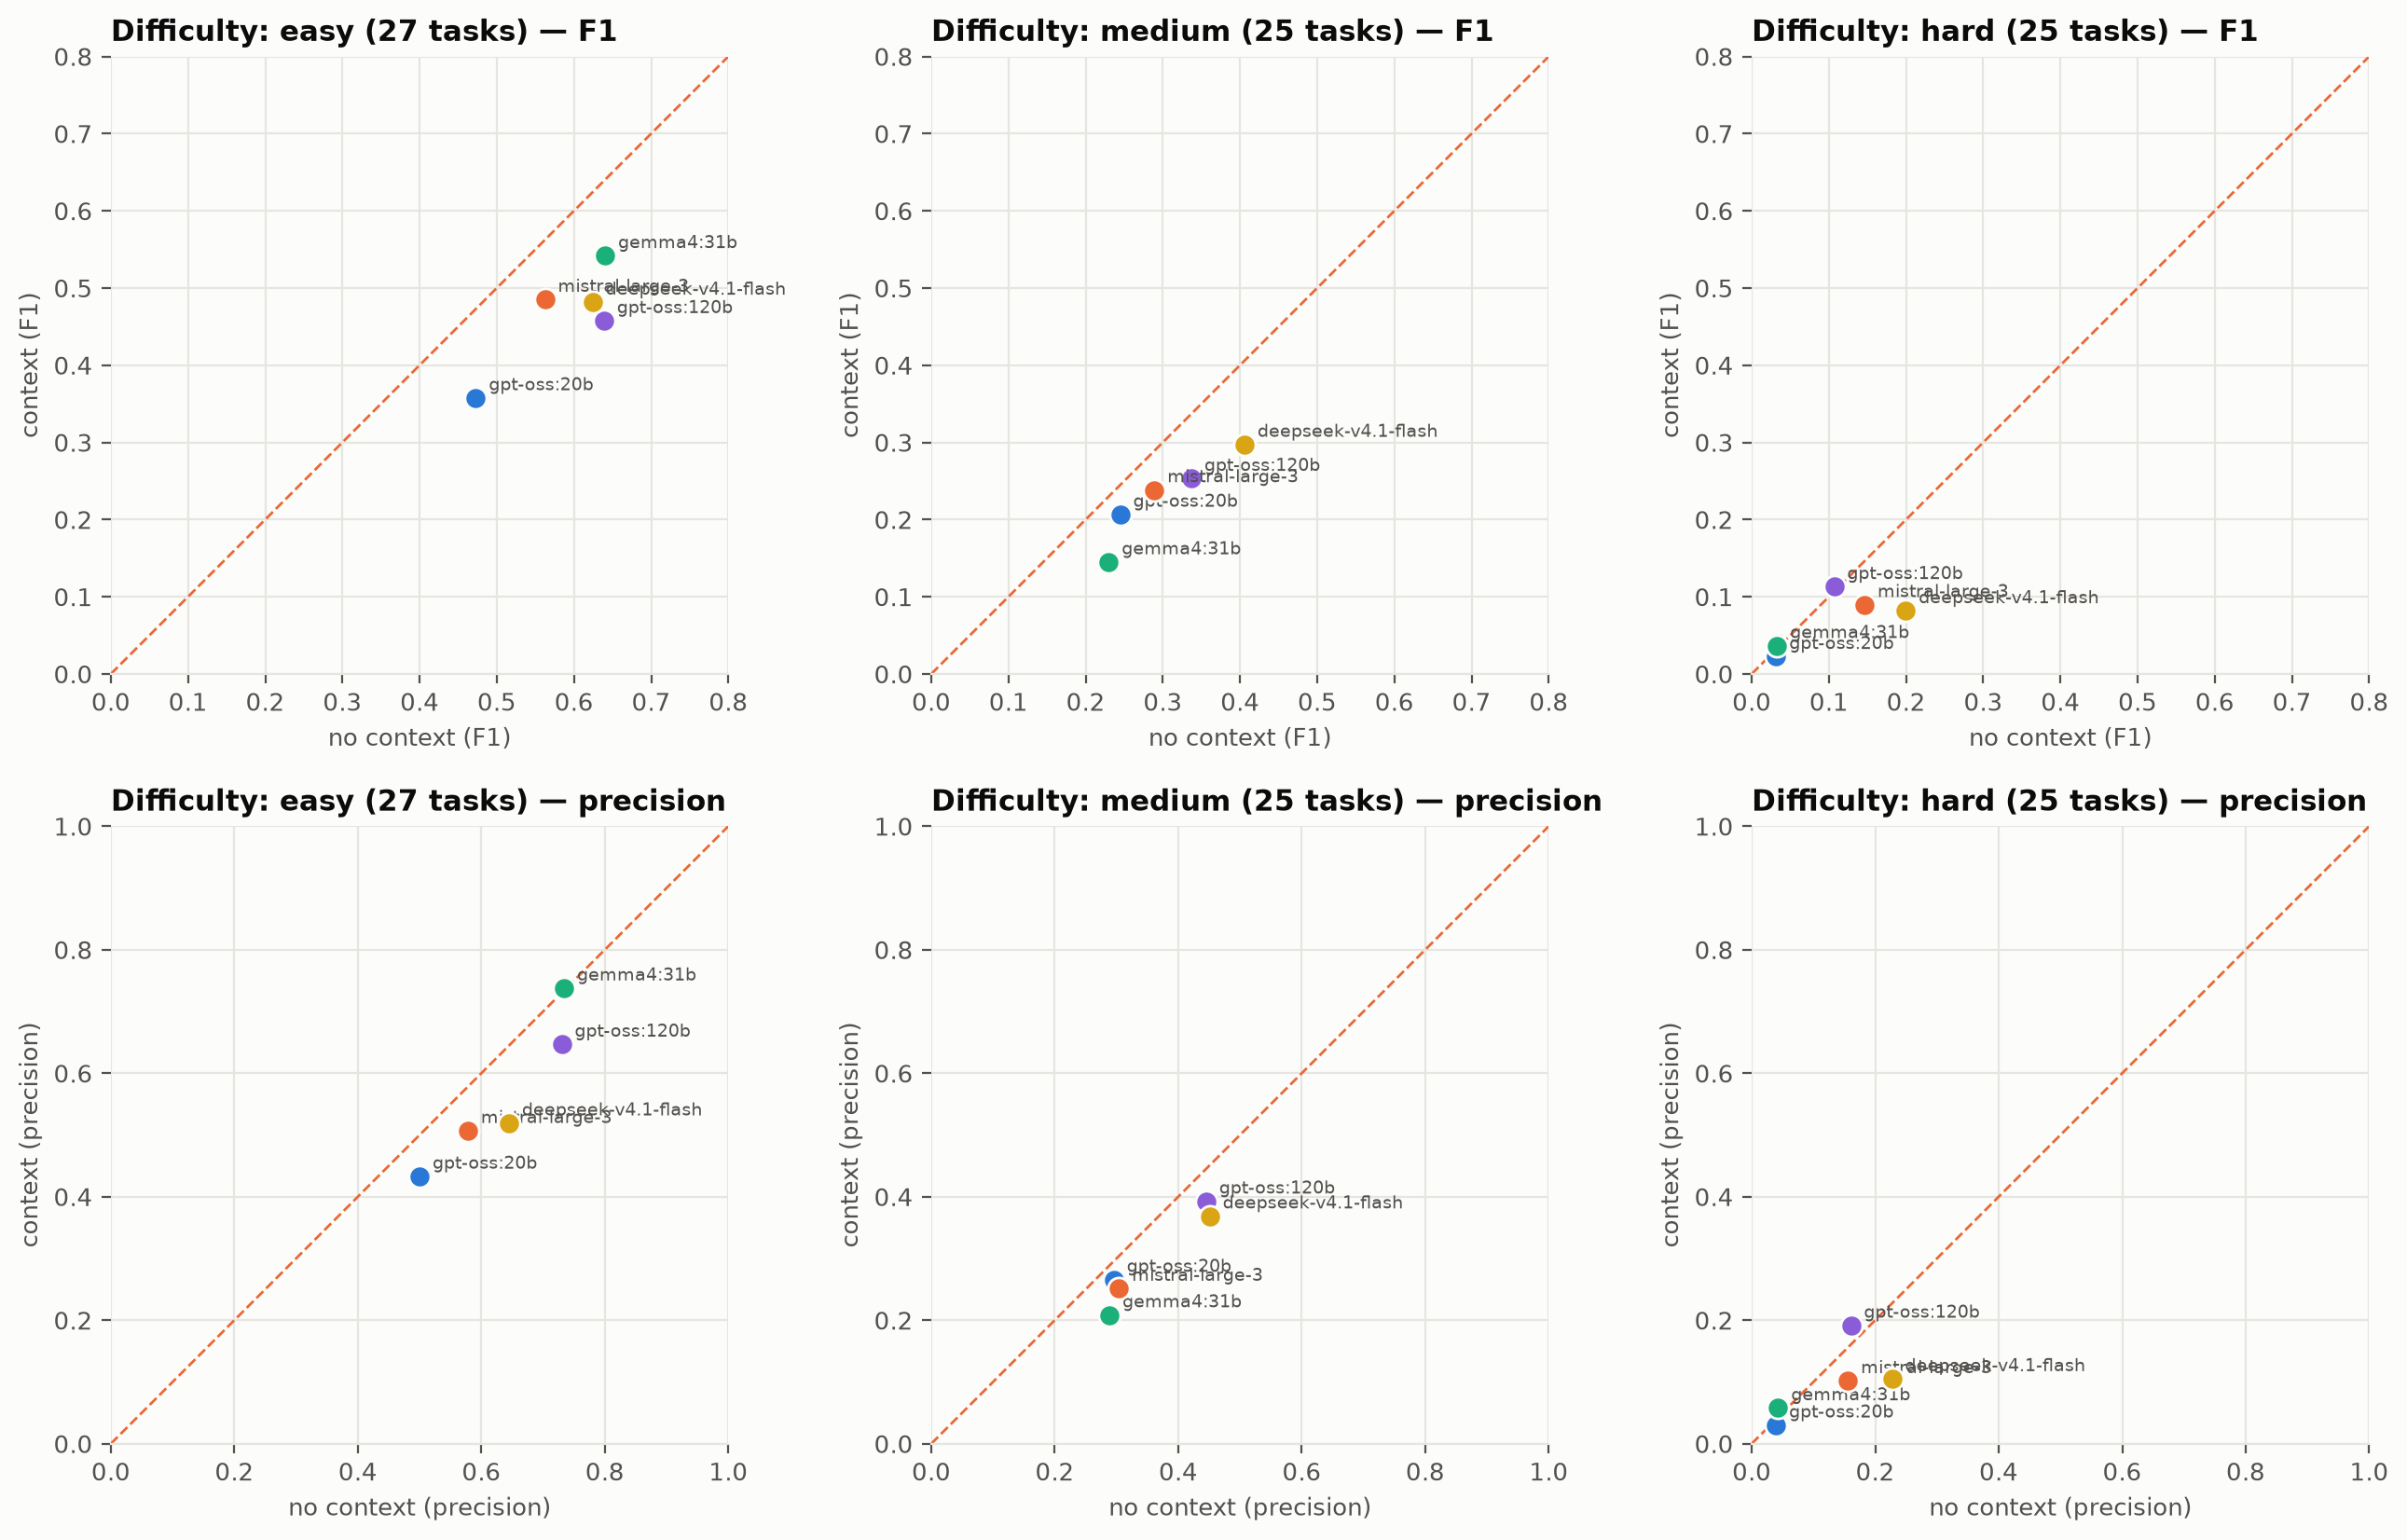 Difficulty: easy (27 tasks) — F1
0.8
0.7
0.6
0.5
0.4
0.3
0.2
0.1
0.0
context (F1)
gemma4:31b
mistral-large-3
deepseek-v4.1-flash
gpt-oss:120b
gpt-oss:20b
0.0 0.1 0.2 0.3 0.4 0.5 0.6 0.7 0.8
no context (F1)
Difficulty: medium (25 tasks) — F1
0.8
0.7
0.6
0.5
0.4
0.3
0.2
0.1
0.0
context (F1)
deepseek-v4.1-flash
gpt-oss:120b
mistral-large-3
gpt-oss:20b
gemma4:31b
0.0 0.1 0.2 0.3 0.4 0.5 0.6 0.7 0.8
no context (F1)
Difficulty: hard (25 tasks) — F1
0.8
0.7
0.6
0.5
0.4
0.3
0.2
0.1
0.0
context (F1)
gpt-oss:120b
mistral-large-3
deepseek-v4.1-flash
gemma4:31b
gpt-oss:20b
0.0 0.1 0.2 0.3 0.4 0.5 0.6 0.7 0.8
no context (F1)
Difficulty: easy (27 tasks) — precision
1.0
0.8
0.6
0.4
0.2
0.0
context (precision)
gemma4:31b
gpt-oss:120b
deepseek-v4.1-flash
mistral-large-3
gpt-oss:20b
0.0 0.2 0.4 0.6 0.8 1.0
no context (precision)
Difficulty: medium (25 tasks) — precision
1.0
0.8
0.6
0.4
0.2
0.0
context (precision)
gpt-oss:120b
deepseek-v4.1-flash
gpt-oss:20b
mistral-large-3
gemma4:31b
0.0 0.2 0.4 0.6 0.8 1.0
no context (precision)
Difficulty: hard (25 tasks) — precision
1.0
0.8
0.6
0.4
0.2
0.0
context (precision)
gpt-oss:120b
deepseek-v4.1-flash
mistral-large-3
gemma4:31b
gpt-oss:20b
0.0 0.2 0.4 0.6 0.8 1.0
no context (precision)